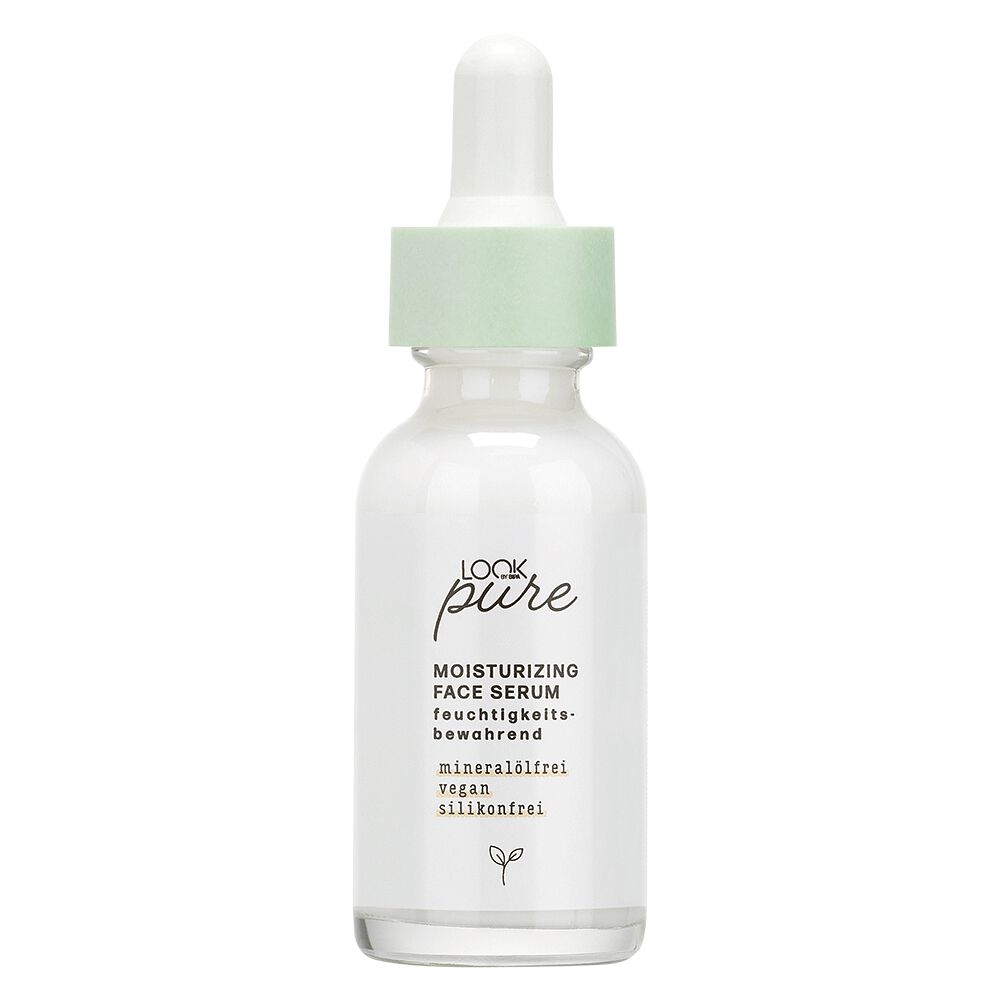 LOOK
BY BIPA
pure
MOISTURIZING
FACE SERUM
feuchtigkeits-
bewahrend
mineralölfrei
vegan
silikonfrei